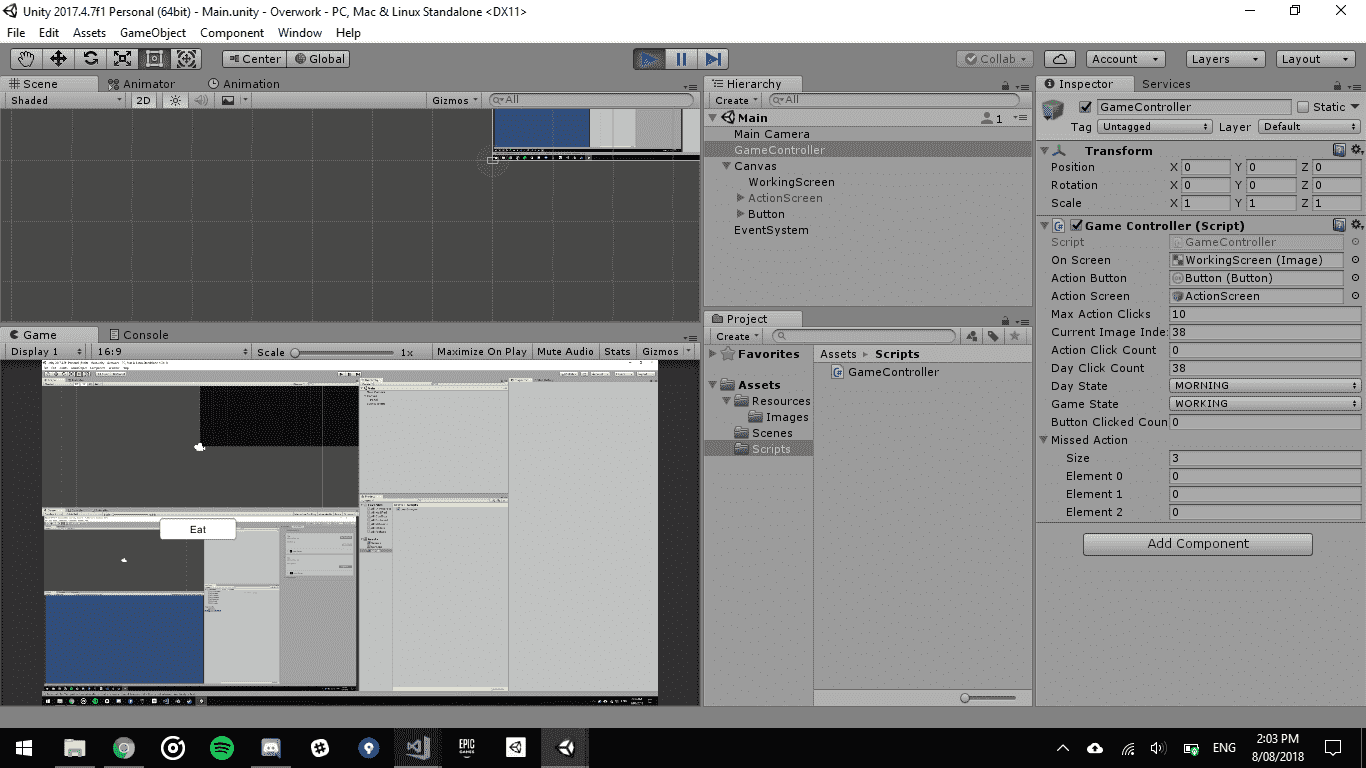 Unity 2017.4.7f1 Personal (64bit) - Main.unity - Overwork - PC, Mac & Linux Standalone <DX11>
File Edit Assets GameObject Component Window Help
Center Global Collab Account Layers Layout
Scene Animator Animation
Shaded 2D Gizmos All
Hierarchy
Create All
Main 1
Main Camera
GameController
Canvas
WorkingScreen
ActionScreen
Button
EventSystem
Inspector Services
GameController Static
Tag Untagged Layer Default
Transform
Position X 0 Y 0 Z 0
Rotation X 0 Y 0 Z 0
Scale X 1 Y 1 Z 1
Game Controller (Script)
Script GameController
On Screen WorkingScreen (Image)
Action Button Button (Button)
Action Screen ActionScreen
Max Action Clicks 10
Current Image Inde: 38
Action Click Count 0
Day Click Count 38
Day State MORNING
Game State WORKING
Button Clicked Coun 0
Missed Action
Size 3
Element 0 0
Element 1 0
Element 2 0
Add Component
Game Console
Display 1 16:9 Scale 1x Maximize On Play Mute Audio Stats Gizmos
Eat
Project
Create
Favorites
Assets
Resources
Images
Scenes
Scripts
Assets Scripts
GameController
EPIC GAMES
ENG
2:03 PM
8/08/2018